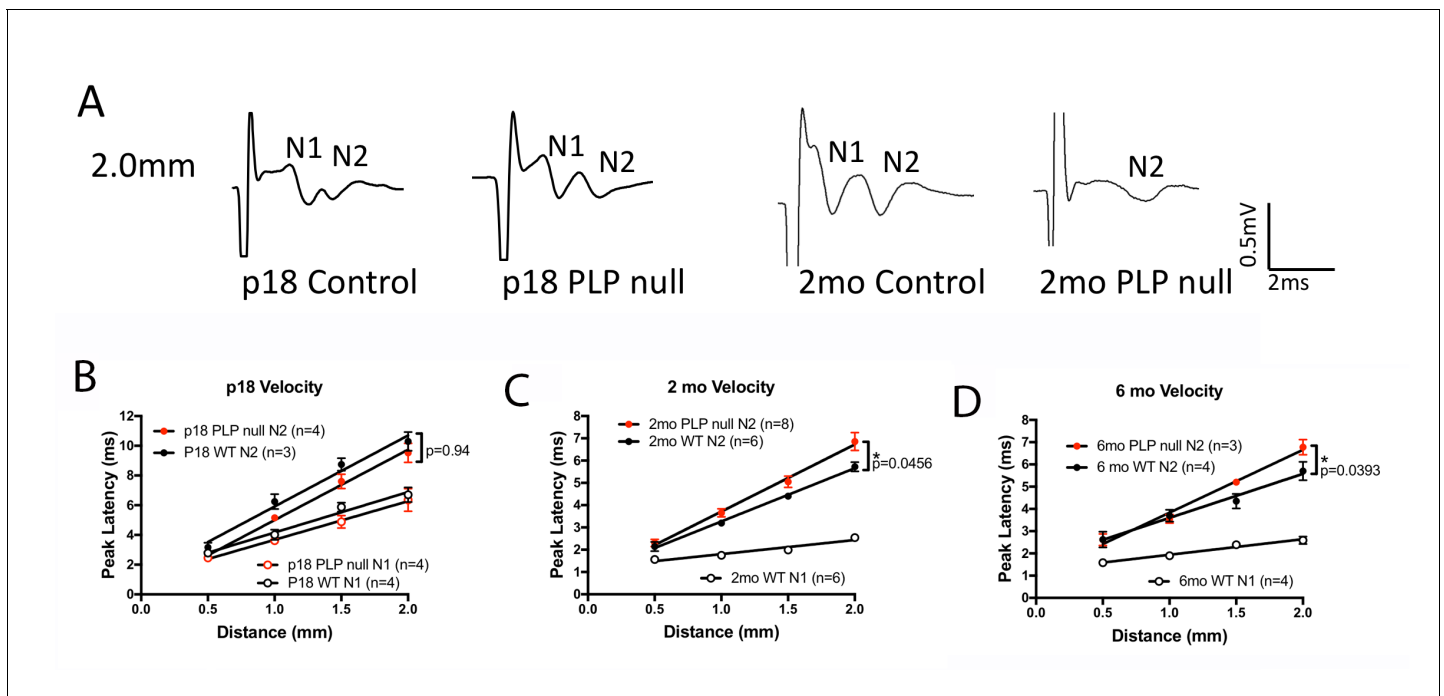 A
2.0mm
N1 N2
N1 N2
N1 N2
N2
p18 Control
p18 PLP null
2mo Control
2mo PLP null
0.5mV
2ms
B
p18 Velocity
Peak Latency (ms)
12
10
8
6
4
2
0
p18 PLP null N2 (n=4)
P18 WT N2 (n=3)
p=0.94
p18 PLP null N1 (n=4)
P18 WT N1 (n=4)
0.0 0.5 1.0 1.5 2.0
Distance (mm)
C
2 mo Velocity
Peak Latency (ms)
8
7
6
5
4
3
2
1
0
2mo PLP null N2 (n=8)
2mo WT N2 (n=6)
*
p=0.0456
2mo WT N1 (n=6)
0.0 0.5 1.0 1.5 2.0
Distance (mm)
D
6 mo Velocity
Peak Latency (ms)
8
7
6
5
4
3
2
1
0
6mo PLP null N2 (n=3)
6 mo WT N2 (n=4)
*
p=0.0393
6mo WT N1 (n=4)
0.0 0.5 1.0 1.5 2.0
Distance (mm)